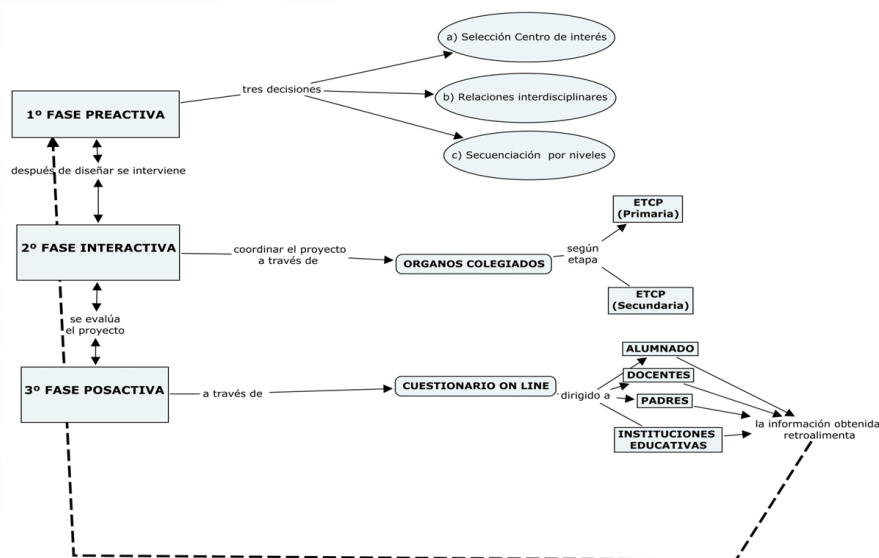 a) Selección Centro de interés
tres decisiones
b) Relaciones interdisciplinares
1º FASE PREACTIVA
c) Secuenciación por niveles
después de diseñar se interviene
ETCP
(Primaria)
2º FASE INTERACTIVA
coordinar el proyecto
a través de
ORGANOS COLEGIADOS
según
etapa
ETCP
(Secundaria)
se evalúa
el proyecto
ALUMNADO
3º FASE POSACTIVA
a través de
CUESTIONARIO ON LINE
dirigido a
DOCENTES
PADRES
INSTITUCIONES
EDUCATIVAS
la información obtenida
retroalimenta